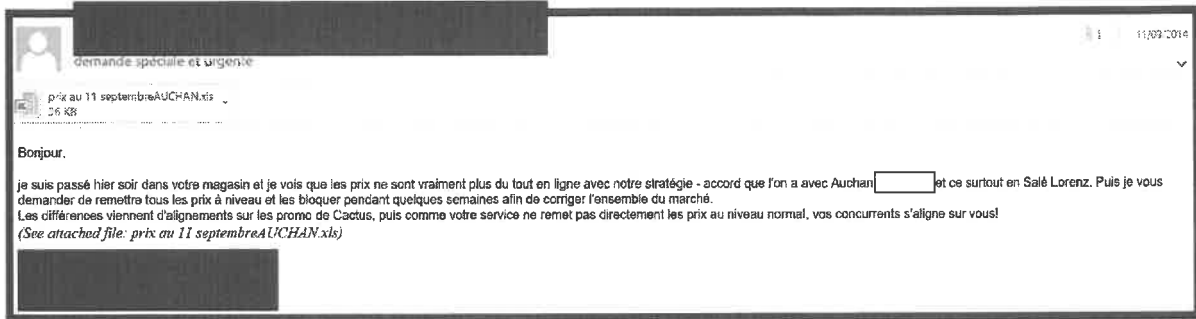 1 11/09/2014
demande spéciale et urgente
prix au 11 septembreAUCHAN.xls
26 KB
Bonjour,
je suis passé hier soir dans votre magasin et je vois que les prix ne sont vraiment plus du tout en ligne avec notre stratégie - accord que l'on a avec Auchan et ce surtout en Salé Lorenz. Puis je vous
demander de remettre tous les prix à niveau et les bloquer pendant quelques semaines afin de corriger l'ensemble du marché.
Les différences viennent d'alignements sur les promo de Cactus, puis comme votre service ne remet pas directement les prix au niveau normal, vos concurrents s'aligne sur vous!
(See attached file: prix au 11 septembreAUCHAN.xls)